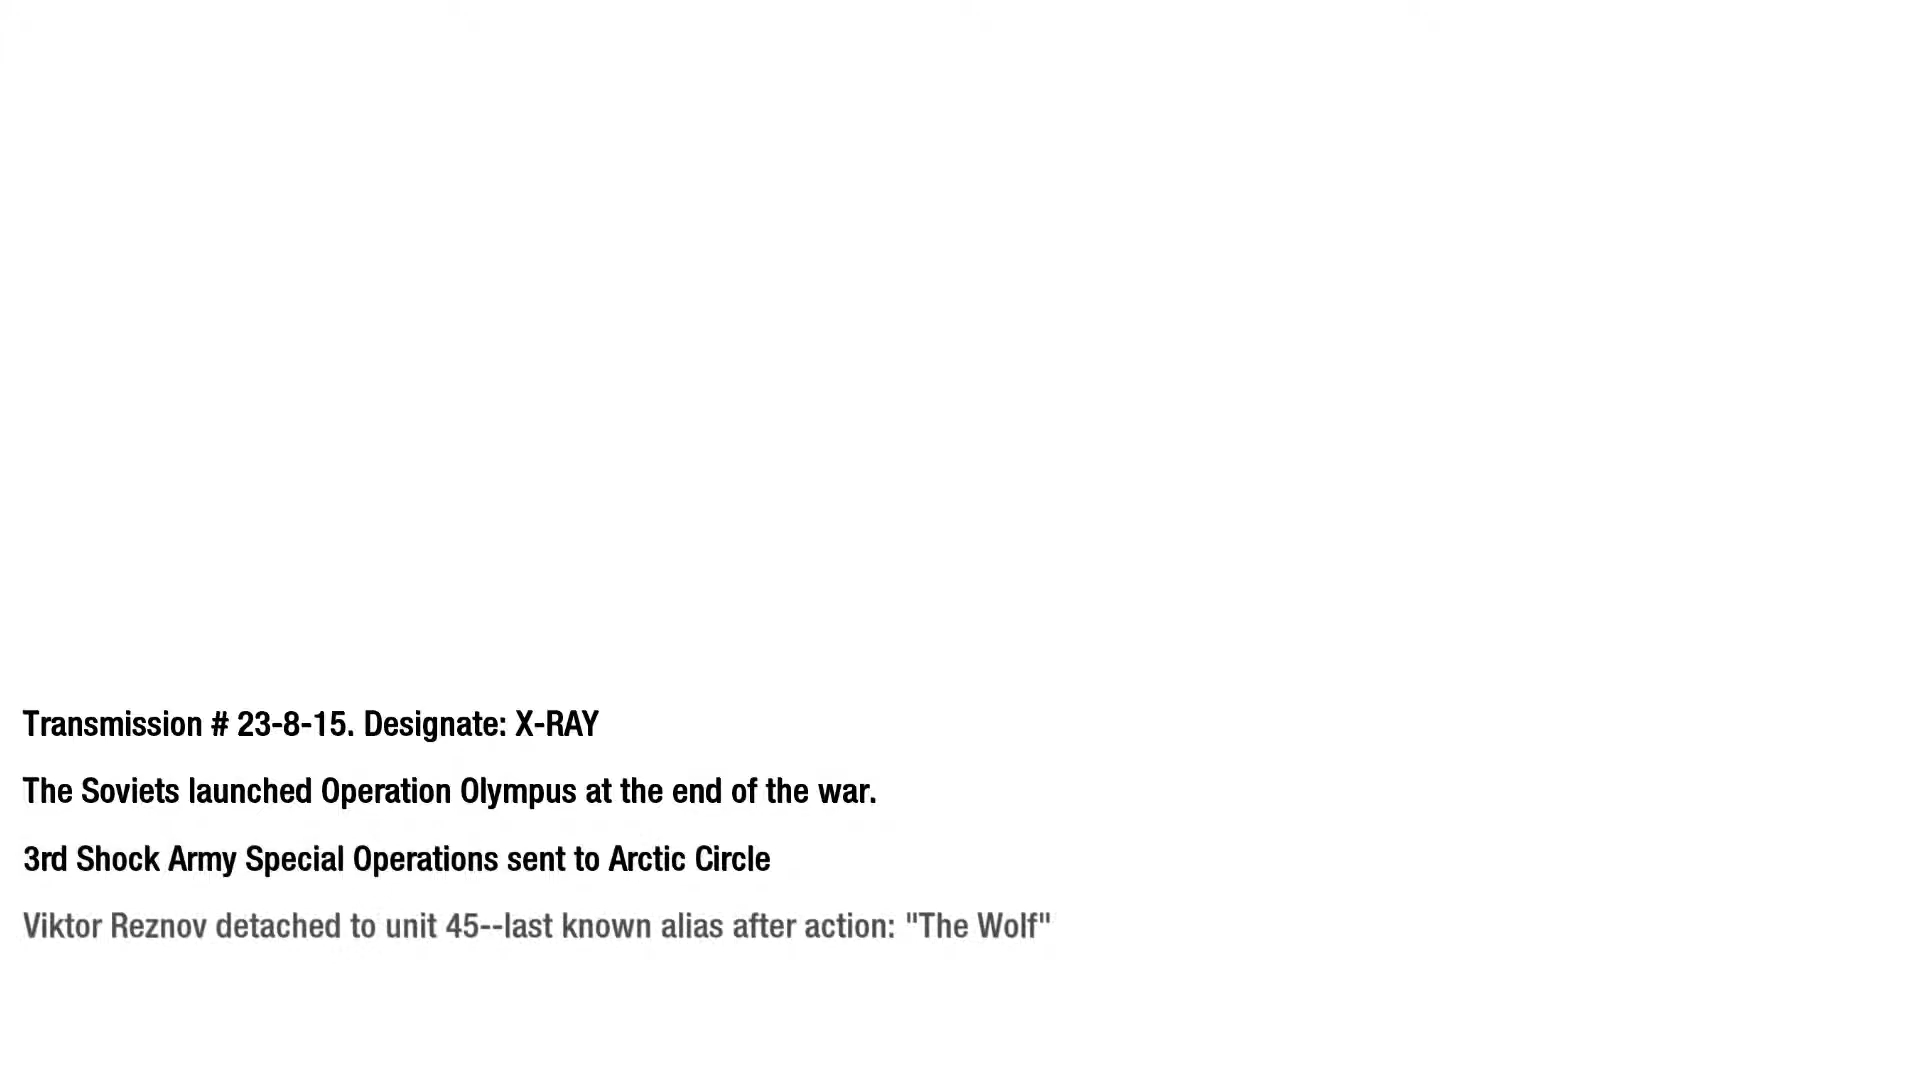 Transmission # 23-8-15. Designate: X-RAY
The Soviets launched Operation Olympus at the end of the war.
3rd Shock Army Special Operations sent to Arctic Circle
Viktor Reznov detached to unit 45--last known alias after action: "The Wolf"